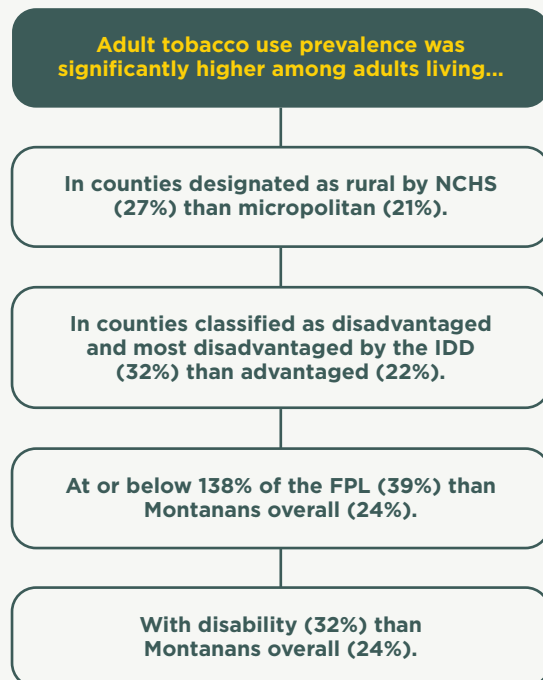 Adult tobacco use prevalence was
significantly higher among adults living...
In counties designated as rural by NCHS
(27%) than micropolitan (21%).
In counties classified as disadvantaged
and most disadvantaged by the IDD
(32%) than advantaged (22%).
At or below 138% of the FPL (39%) than
Montanans overall (24%).
With disability (32%) than
Montanans overall (24%).